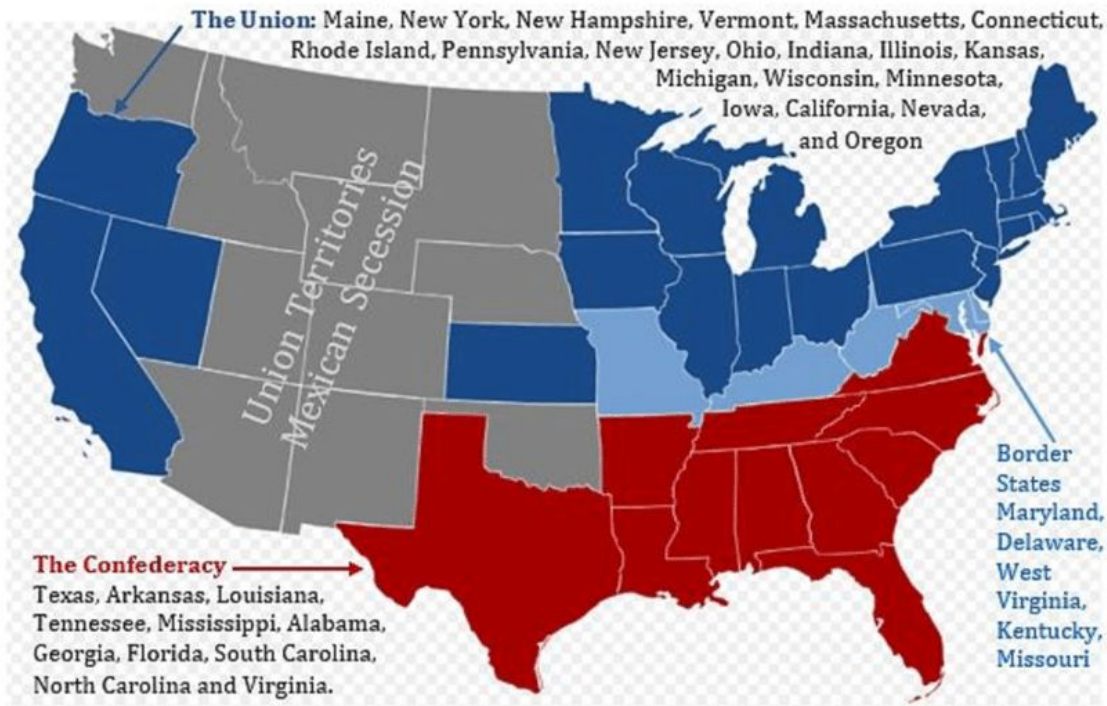 The Union: Maine, New York, New Hampshire, Vermont, Massachusetts, Connecticut,
Rhode Island, Pennsylvania, New Jersey, Ohio, Indiana, Illinois, Kansas,
Michigan, Wisconsin, Minnesota,
Iowa, California, Nevada,
and Oregon
Union Territories
Mexican Secession
Border
States
Maryland,
Delaware,
West
Virginia,
Kentucky,
Missouri
The Confederacy
Texas, Arkansas, Louisiana,
Tennessee, Mississippi, Alabama,
Georgia, Florida, South Carolina,
North Carolina and Virginia.